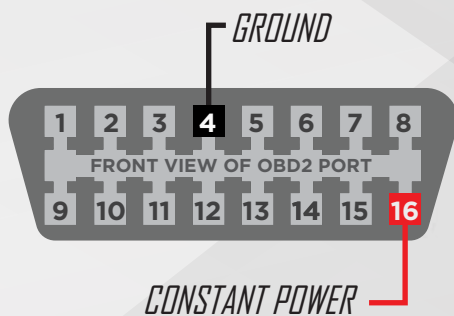 GROUND
1 2 3 4 5 6 7 8
FRONT VIEW OF OBD2 PORT
9 10 11 12 13 14 15 16
CONSTANT POWER